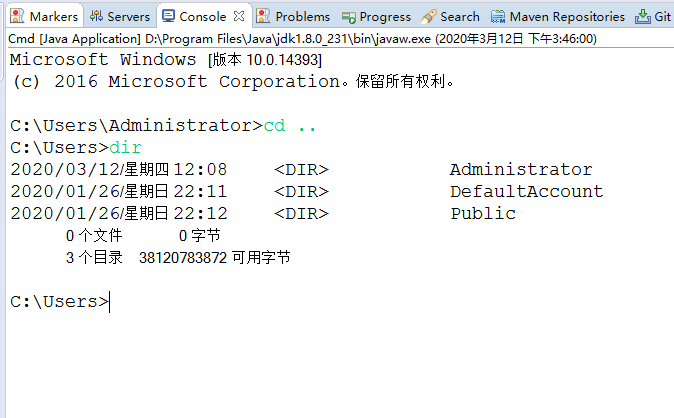 Markers Servers Console Problems Progress Search Maven Repositories Git
Cmd [Java Application] D:\Program Files\Java\jdk1.8.0_231\bin\javaw.exe (2020年3月12日 下午3:46:00)
Microsoft Windows [版本 10.0.14393]
(c) 2016 Microsoft Corporation。保留所有权利。
C:\Users\Administrator>cd ..
C:\Users>dir
2020/03/12/星期四 12:08 <DIR> Administrator
2020/01/26/星期日 22:11 <DIR> DefaultAccount
2020/01/26/星期日 22:12 <DIR> Public
0 个文件 0 字节
3 个目录 38120783872 可用字节
C:\Users>